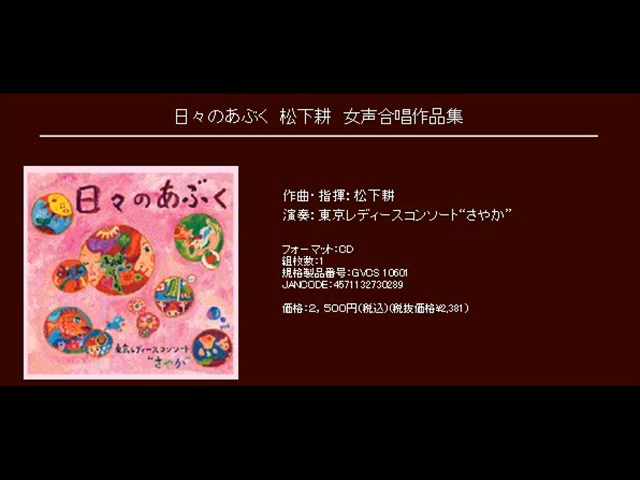 日々のあぶく 松下耕 女声合唱作品集
日々のあぶく
東京レディースコンソート
“さやか”
作曲・指揮：松下耕
演奏：東京レディースコンソート“さやか”
フォーマット：CD
組枚数：1
規格製品番号：GVCS 10601
JANCODE：4571132730289
価格：2，500円(税込)(税抜価格¥2,381)